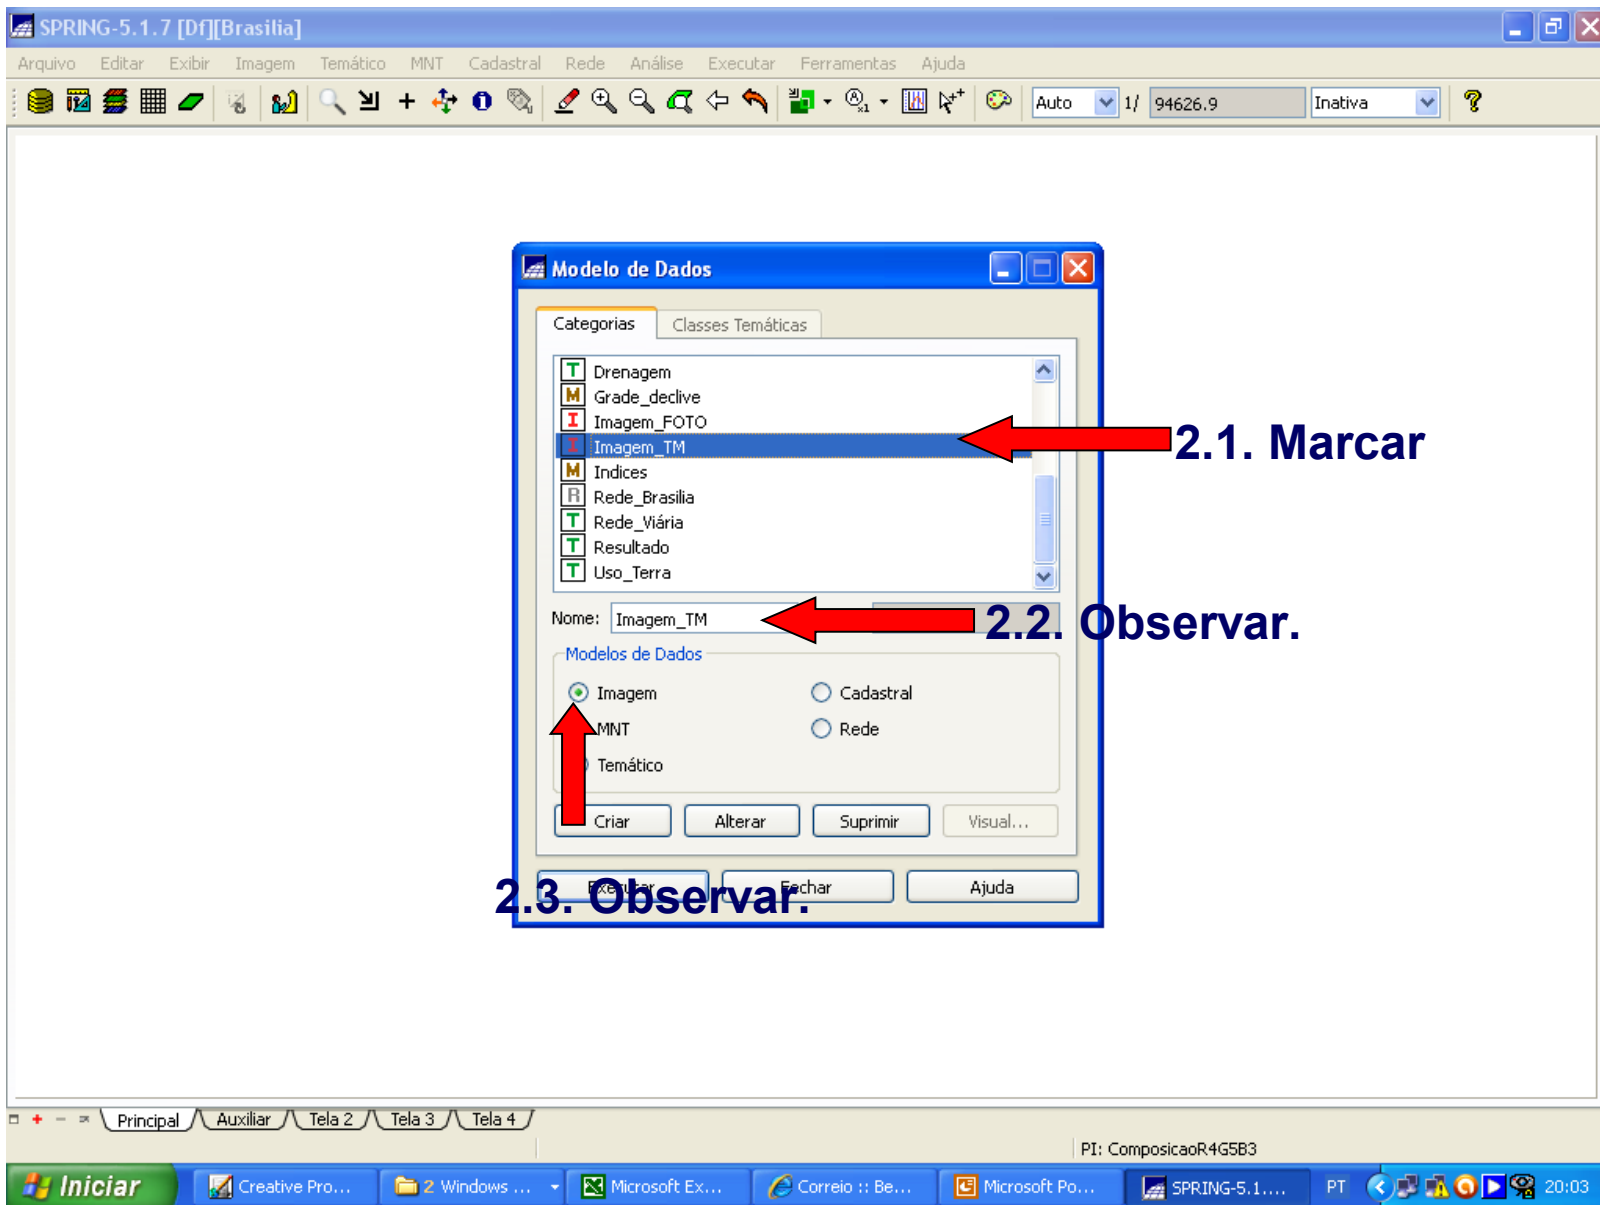 SPRING-5.1.7 [Df][Brasilia]
Arquivo Editar Exibir Imagem Temático MNT Cadastral Rede Análise Executar Ferramentas Ajuda
Auto 1/ 94626.9 Inativa
Modelo de Dados
Categorias Classes Temáticas
T Drenagem
M Grade_declive
I Imagem_FOTO
I Imagem_TM
2.1. Marcar
M Indices
R Rede_Brasilia
T Rede_Viária
T Resultado
T Uso_Terra
Nome: Imagem_TM
2.2. Observar.
Modelos de Dados
Imagem Cadastral
MNT Rede
Temático
Criar Alterar Suprimir Visual...
Executar Fechar Ajuda
2.3. Observar.
Principal Auxiliar Tela 2 Tela 3 Tela 4
PI: ComposicaoR4G5B3
Iniciar Creative Pro... 2 Windows ... Microsoft Ex... Correio :: Be... Microsoft Po... SPRING-5.1.... PT 20:03